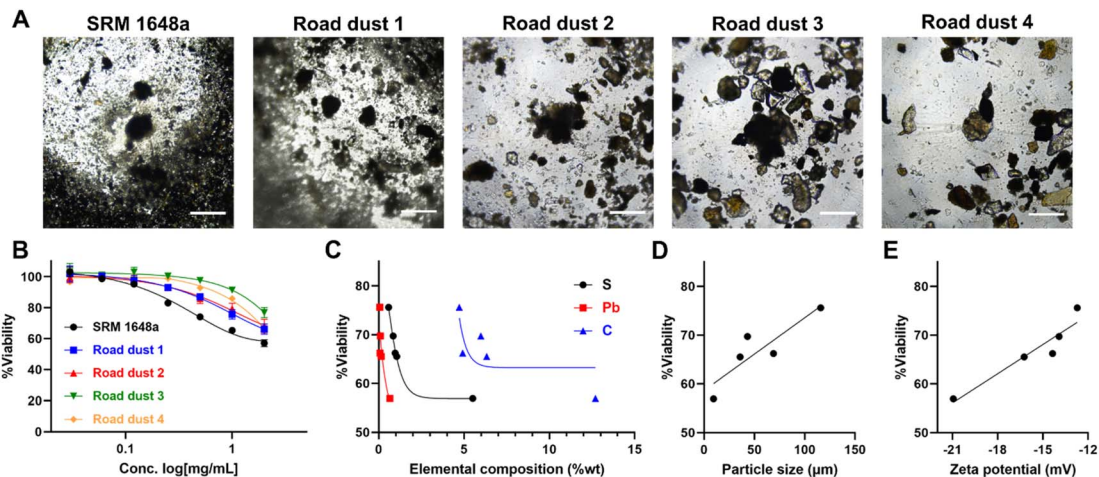 A
SRM 1648a
Road dust 1
Road dust 2
Road dust 3
Road dust 4
B
100
80
60
40
20
0
%Viability
SRM 1648a
Road dust 1
Road dust 2
Road dust 3
Road dust 4
0.1
1
Conc. log[mg/mL]
C
80
70
60
50
%Viability
S
Pb
C
0
5
10
15
Elemental composition (%wt)
D
80
70
60
50
%Viability
0
50
100
150
Particle size (µm)
E
80
70
60
50
%Viability
-21
-18
-15
-12
Zeta potential (mV)